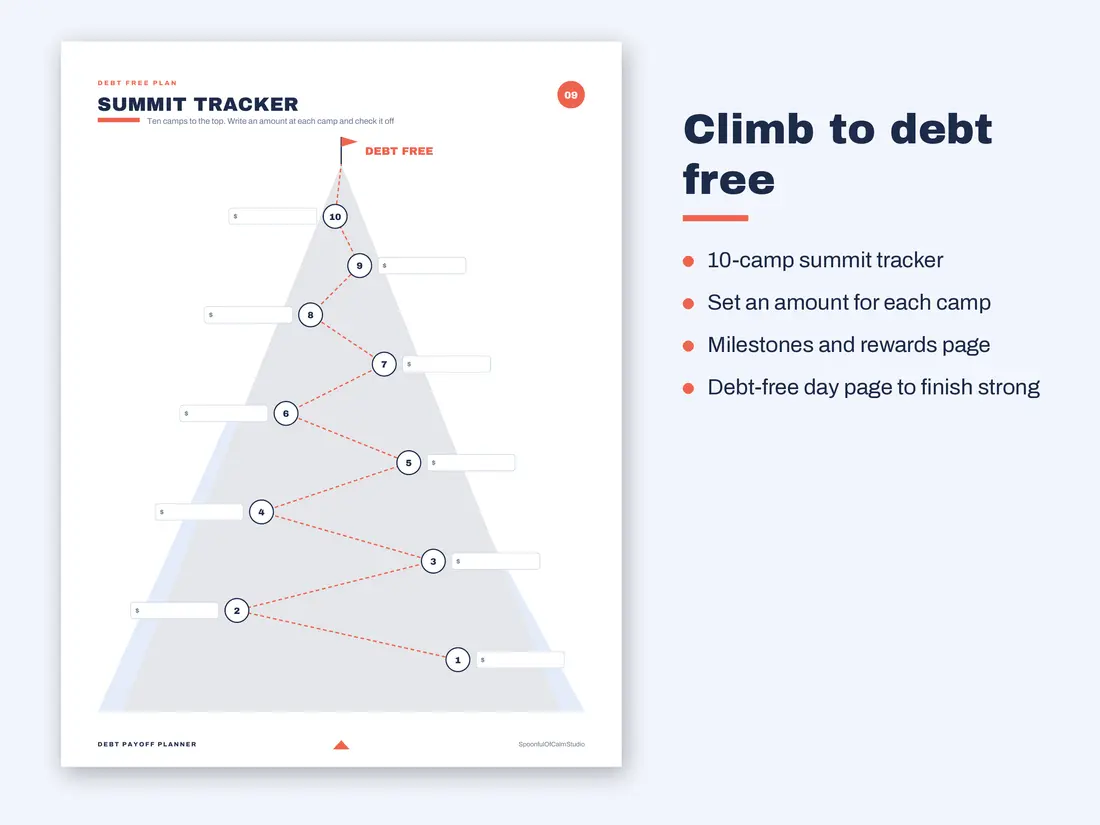 DEBT FREE PLAN
SUMMIT TRACKER
09
Ten camps to the top. Write an amount at each camp and check it off
DEBT FREE
$ 10
9 $
$ 8
7 $
$ 6
5 $
$ 4
3 $
$ 2
1 $
DEBT PAYOFF PLANNER
SpoonfulOfCalmStudio
Climb to debt
free
10-camp summit tracker
Set an amount for each camp
Milestones and rewards page
Debt-free day page to finish strong